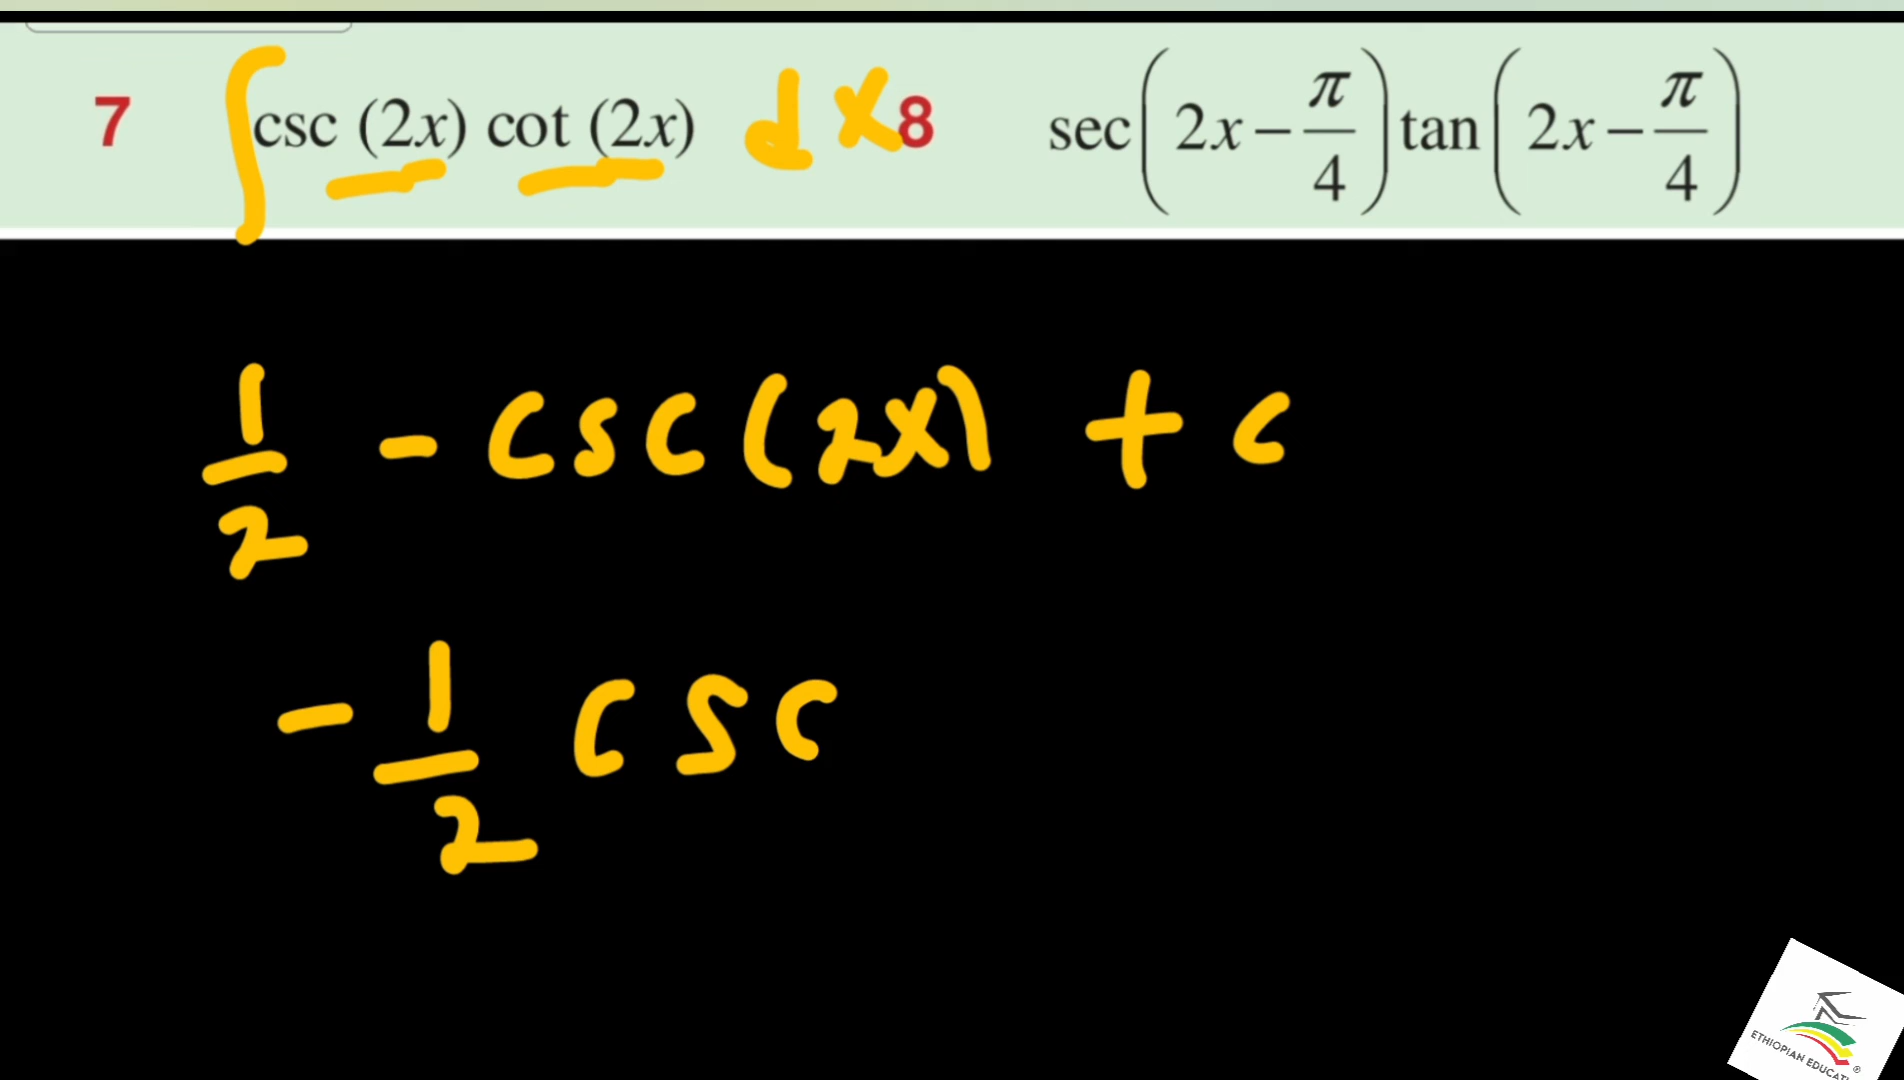 7 ∫ csc (2x) cot (2x) dx 8 sec(2x − π/4) tan(2x − π/4)
1/2 - csc(2x) + c
- 1/2 csc
ETHIOPIAN EDUCAT
®